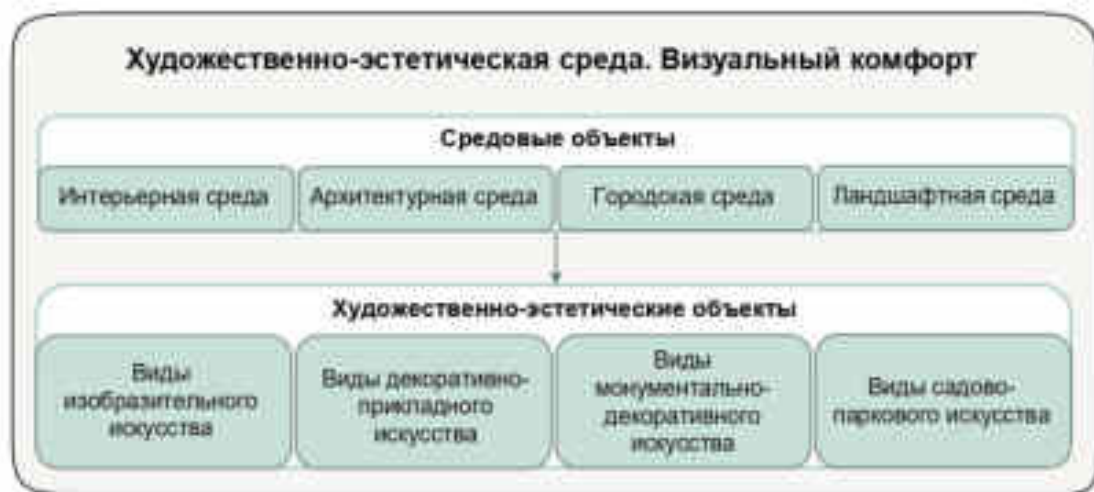 Художественно-эстетическая среда. Визуальный комфорт
Средовые объекты
Интерьерная среда
Архитектурная среда
Городская среда
Ландшафтная среда
Художественно-эстетические объекты
Виды
изобразительного
искусства
Виды декоративно-
прикладного
искусства
Виды
монументально-
декоративного
искусства
Виды садово-
паркового искусства